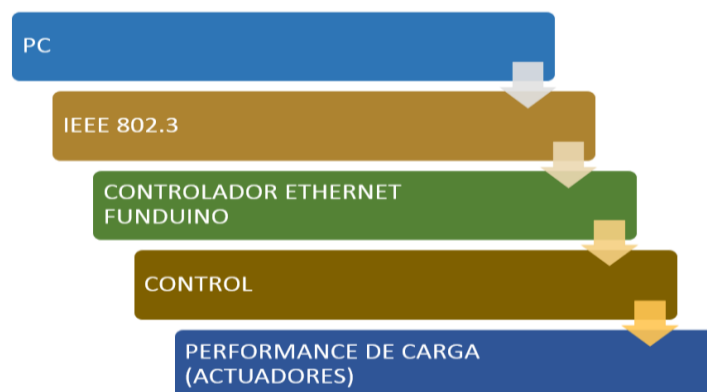 PC
IEEE 802.3
CONTROLADOR ETHERNET
FUNDUINO
CONTROL
PERFORMANCE DE CARGA
(ACTUADORES)